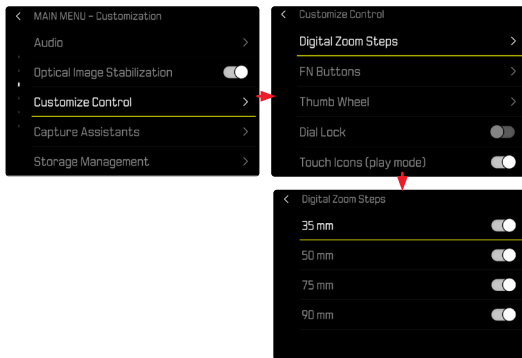 MAIN MENU – Customization
Audio
Optical Image Stabilization
Customize Control
Capture Assistants
Storage Management
Customize Control
Digital Zoom Steps
FN Buttons
Thumb Wheel
Dial Lock
Touch Icons (play mode)
Digital Zoom Steps
35 mm
50 mm
75 mm
90 mm